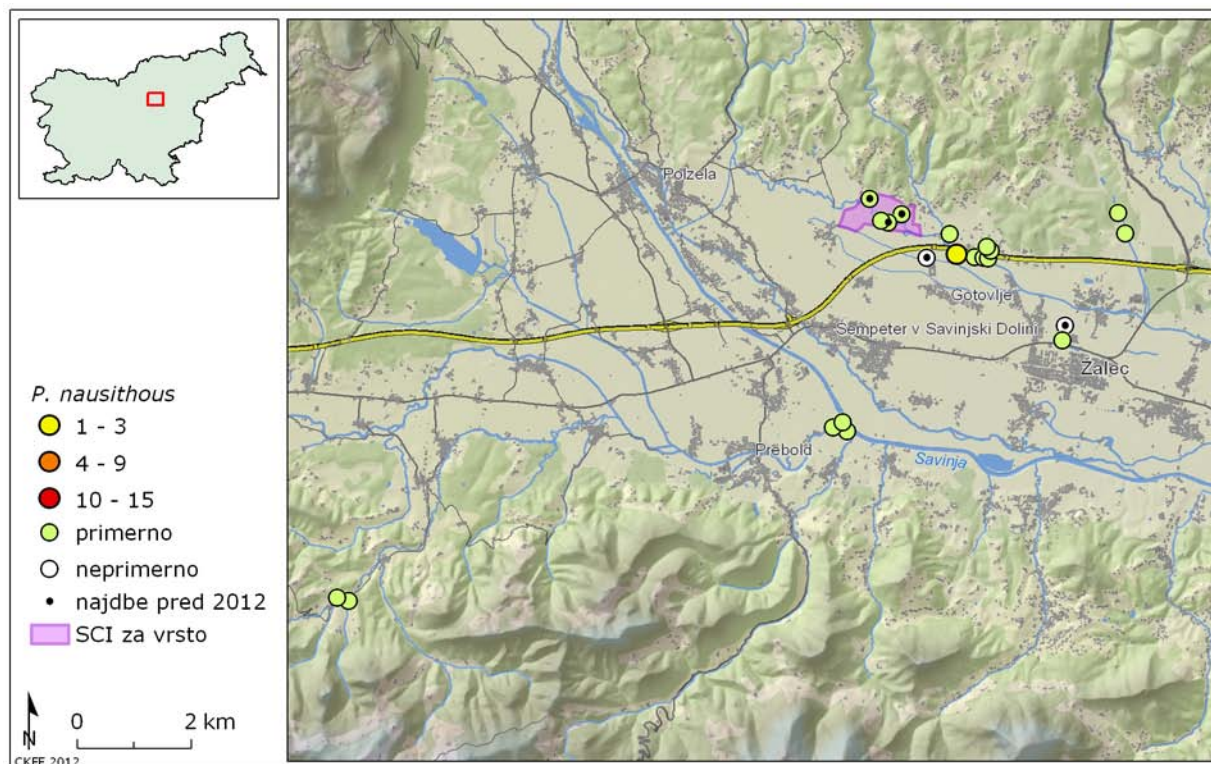 P. nausithous
1 - 3
4 - 9
10 - 15
primerno
neprimerno
najdbe pred 2012
SCI za vrsto
N
0 2 km
CKFF 2012
Polzela
Gotovlje
Šempeter v Savinjski Dolini
Žalec
Prebold
Savinja